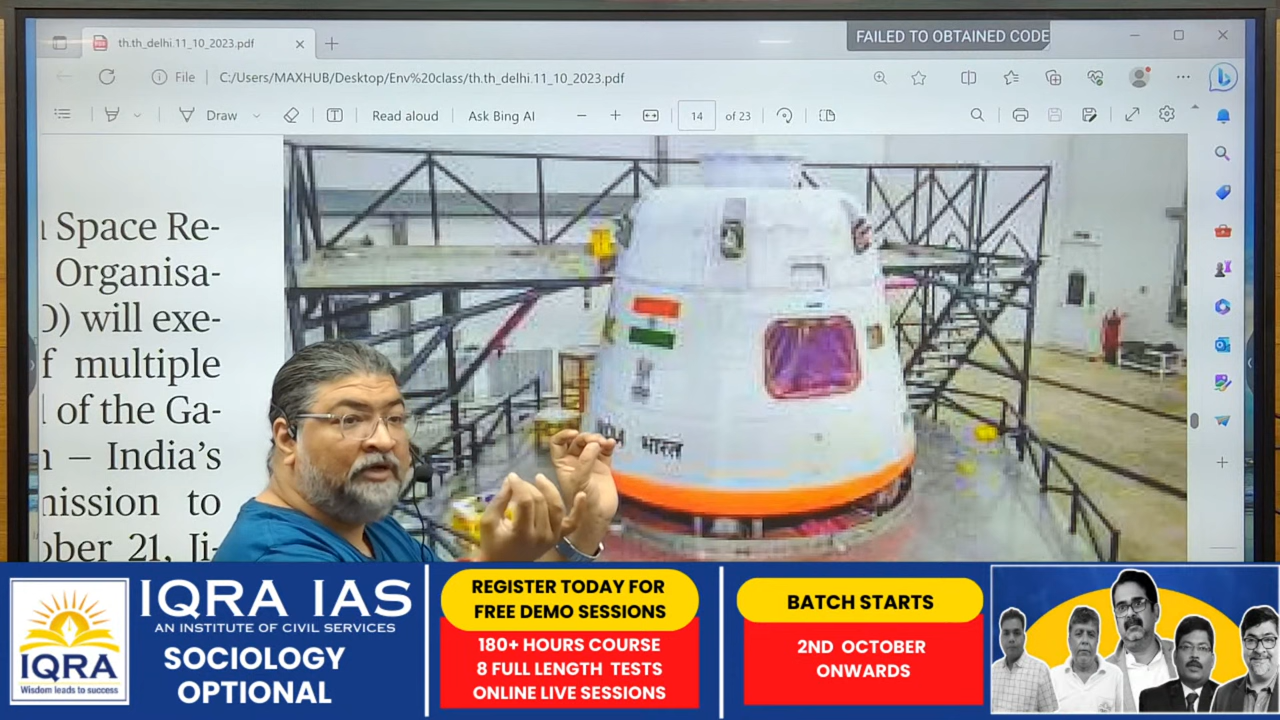 th.th_delhi.11_10_2023.pdf
FAILED TO OBTAINED CODE
File
C:/Users/MAXHUB/Desktop/Env%20class/th.th_delhi.11_10_2023.pdf
Draw
Read aloud
Ask Bing AI
14
of 23
Space Re-
Organisa-
will exe-
multiple
of the Ga-
– India's
mission to
21, Ji-
भारत
IQRA
Wisdom leads to success
IQRA IAS
AN INSTITUTE OF CIVIL SERVICES
SOCIOLOGY
OPTIONAL
REGISTER TODAY FOR
FREE DEMO SESSIONS
180+ HOURS COURSE
8 FULL LENGTH TESTS
ONLINE LIVE SESSIONS
BATCH STARTS
2ND OCTOBER
ONWARDS